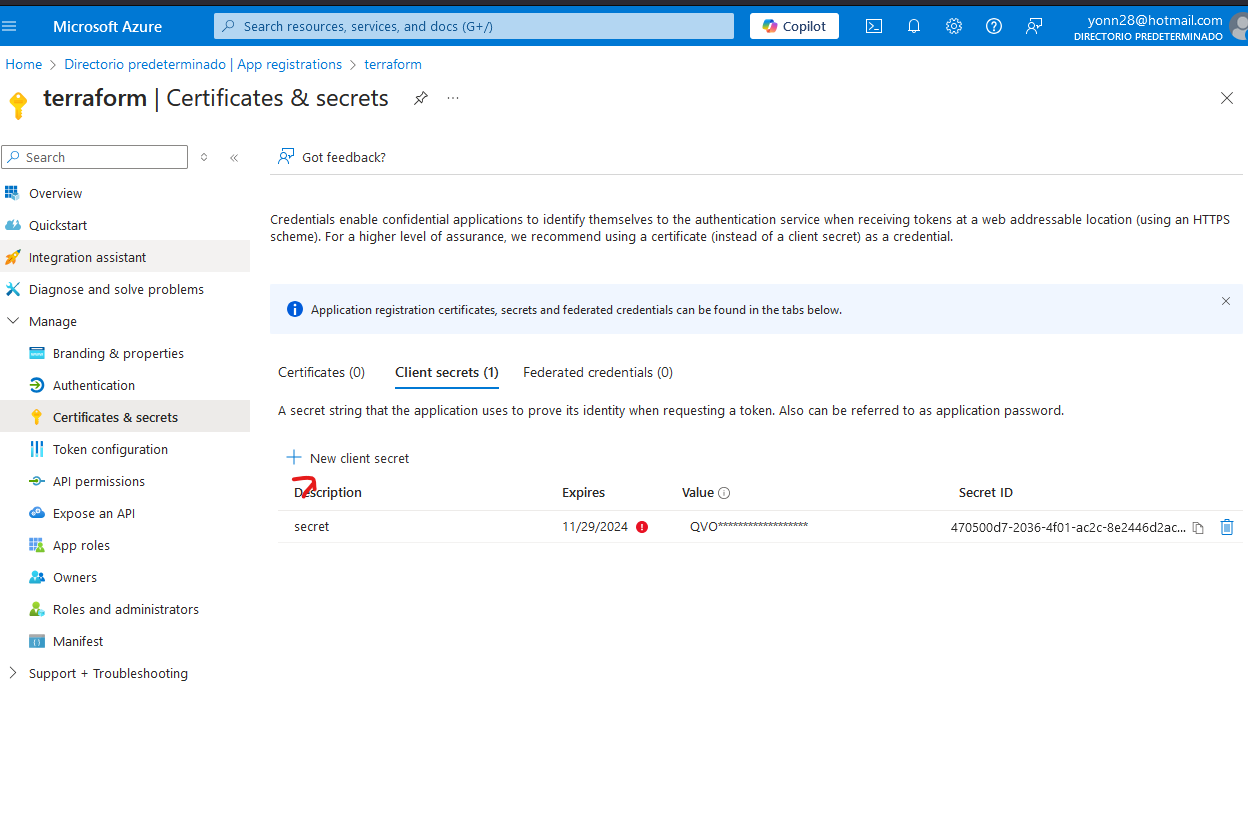 Microsoft Azure
Search resources, services, and docs (G+/)
Copilot
yonn28@hotmail.com
DIRECTORIO PREDETERMINADO
Home > Directorio predeterminado | App registrations > terraform
terraform | Certificates & secrets
Search
Got feedback?
Overview
Quickstart
Integration assistant
Diagnose and solve problems
Manage
Branding & properties
Authentication
Certificates & secrets
Token configuration
API permissions
Expose an API
App roles
Owners
Roles and administrators
Manifest
Support + Troubleshooting
Credentials enable confidential applications to identify themselves to the authentication service when receiving tokens at a web addressable location (using an HTTPS
scheme). For a higher level of assurance, we recommend using a certificate (instead of a client secret) as a credential.
Application registration certificates, secrets and federated credentials can be found in the tabs below.
Certificates (0) Client secrets (1) Federated credentials (0)
A secret string that the application uses to prove its identity when requesting a token. Also can be referred to as application password.
New client secret
Description Expires Value Secret ID
secret 11/29/2024 QVO****************** 470500d7-2036-4f01-ac2c-8e2446d2ac...